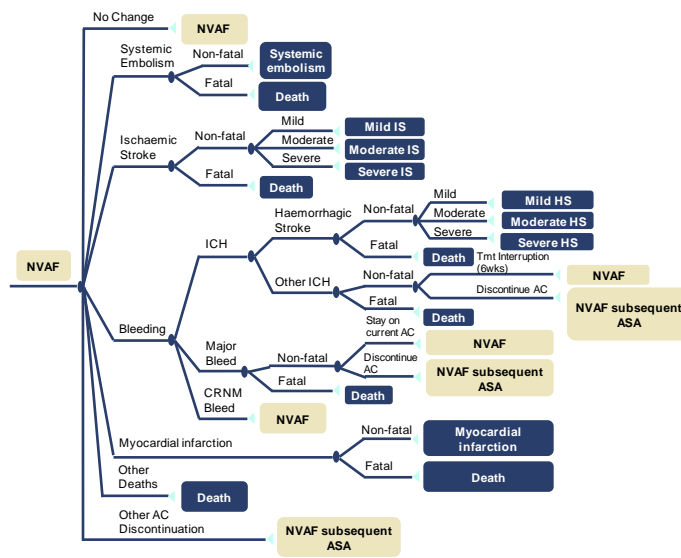 No Change
NVAF
Systemic
Embolism
Non-fatal
Systemic
embolism
Fatal
Death
Ischaemic
Stroke
Non-fatal
Mild
Mild IS
Moderate
Moderate IS
Severe
Severe IS
Fatal
Death
NVAF
Bleeding
ICH
Haemorrhagic
Stroke
Non-fatal
Mild
Mild HS
Moderate
Moderate HS
Severe
Severe HS
Fatal
Death
Other ICH
Non-fatal
Tmt Interruption
(6wks)
NVAF
Discontinue AC
NVAF subsequent
ASA
Fatal
Death
Major
Bleed
Non-fatal
Stay on
current AC
NVAF
Discontinue
AC
NVAF subsequent
ASA
Fatal
Death
CRNM
Bleed
NVAF
Myocardial infarction
Non-fatal
Myocardial
infarction
Fatal
Death
Other
Deaths
Death
Other AC
Discontinuation
NVAF subsequent
ASA